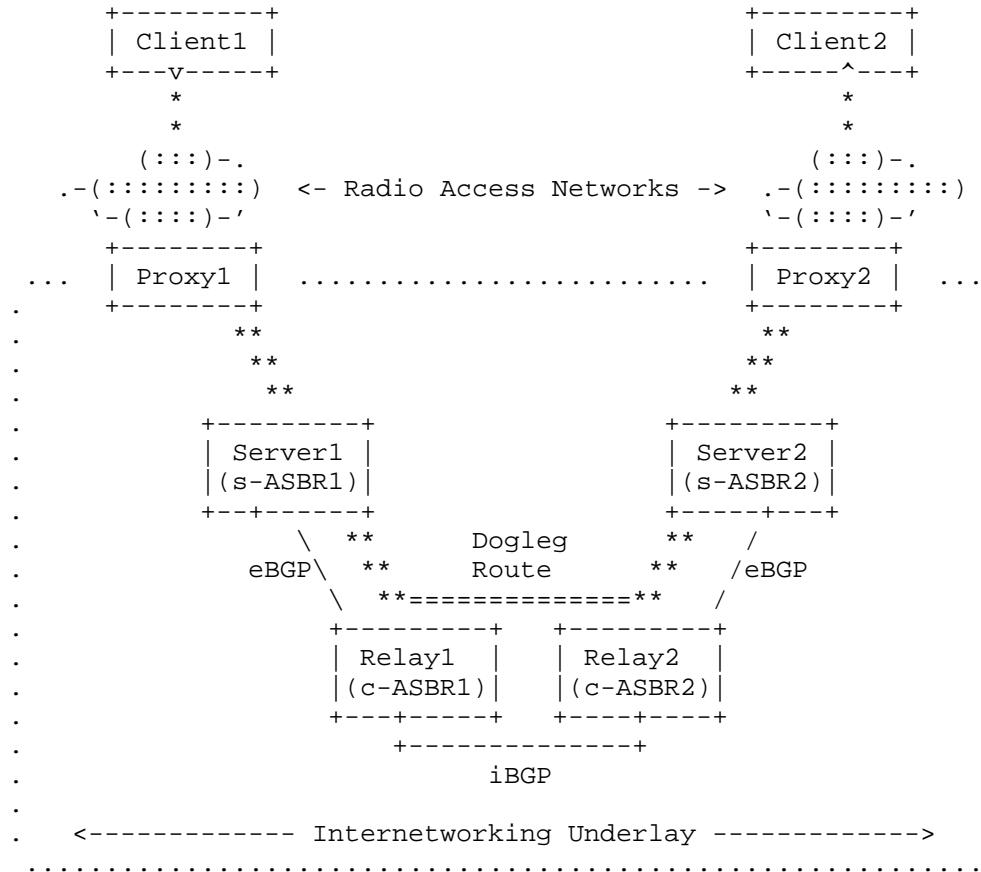 Client1 Client2
<- Radio Access Networks ->
Proxy1 Proxy2
Server1 Server2
(s-ASBR1) (s-ASBR2)
Dogleg
eBGP Route eBGP
Relay1 Relay2
(c-ASBR1) (c-ASBR2)
iBGP
<------------- Internetworking Underlay ------------->